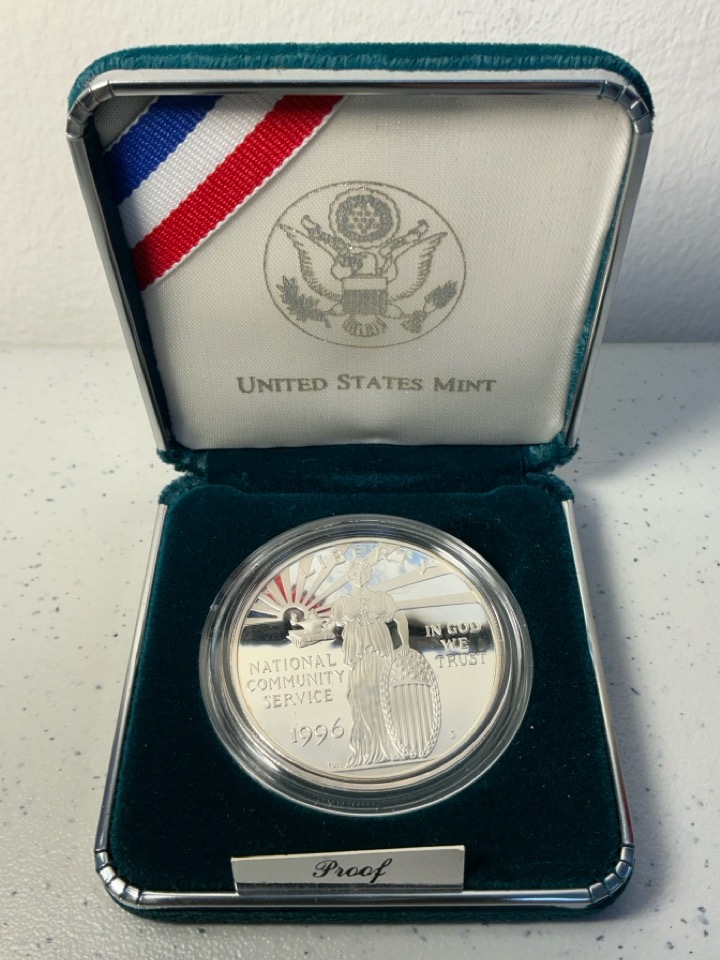 UNITED STATES MINT
LIBERTY
IN GOD
WE
TRUST
NATIONAL
COMMUNITY
SERVICE
1996
S
Proof